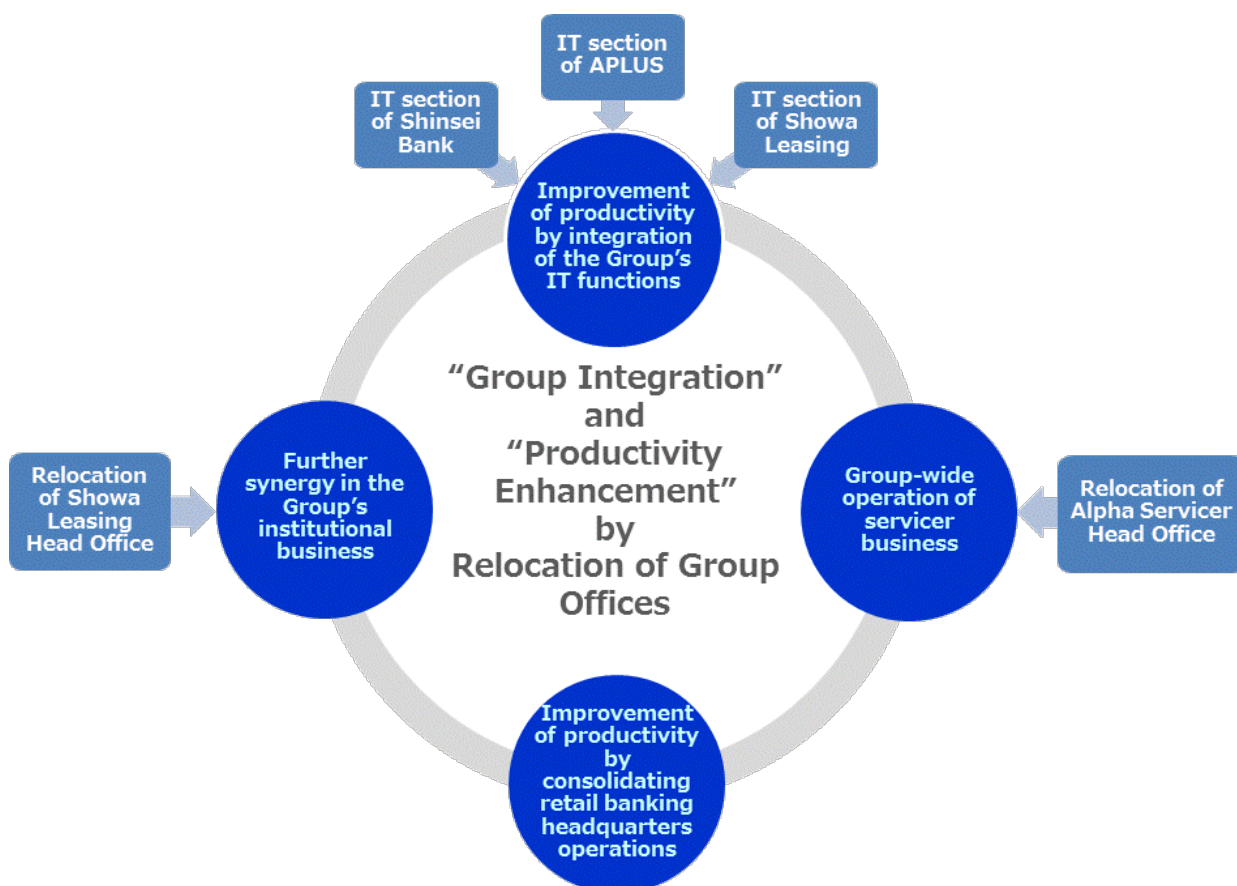 IT section
of APLUS
IT section
of Shinsei
Bank
IT section
of Showa
Leasing
Improvement
of productivity
by integration
of the Group’s
IT functions
“Group Integration”
and
“Productivity
Enhancement”
by
Relocation of Group
Offices
Relocation
of Showa
Leasing
Head Office
Further
synergy in the
Group’s
institutional
business
Group-wide
operation of
servicer
business
Relocation of
Alpha Servicer
Head Office
Improvement
of productivity
by
consolidating
retail banking
headquarters
operations